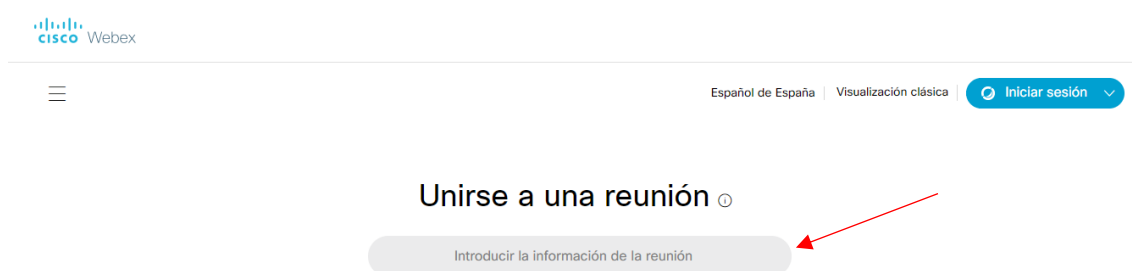 CISCO Webex
Español de España | Visualización clásica | Iniciar sesión
Unirse a una reunión
Introducir la información de la reunión